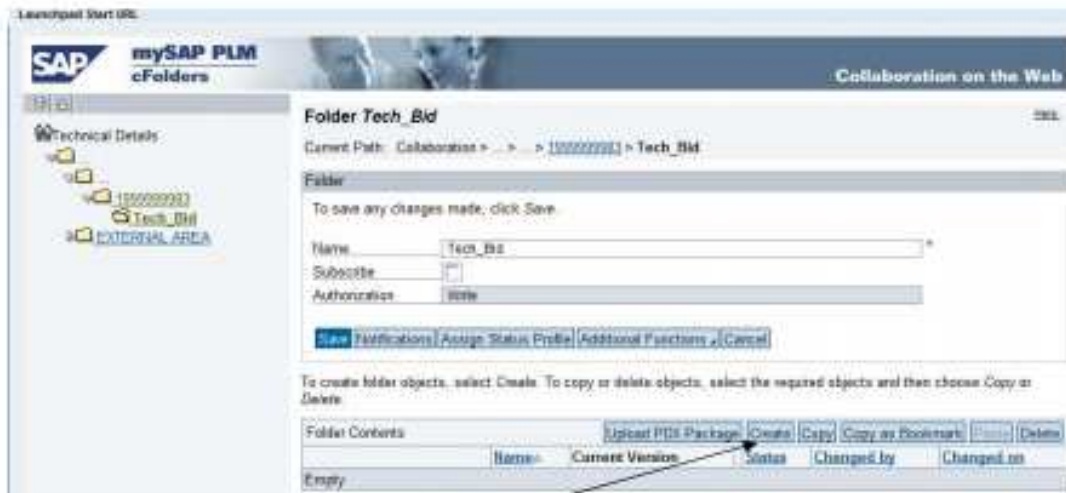 Launchpad Start URL
SAP
mySAP PLM
cFolders
Collaboration on the Web
Technical Details
...
...
Tech_Bid
EXTERNAL AREA
Folder Tech_Bid
Current Path: Collaboration > ... > ... > > Tech_Bid
Folder
To save any changes made, click Save
Name Tech_Bid *
Subscribe
Authorization Write
Save Notifications Assign Status Profile Additional Functions Cancel
To create folder objects, select Create. To copy or delete objects, select the required objects and then choose Copy or
Delete.
Folder Contents Upload PDX Package Create Copy Copy as Bookmark Delete
Name Current Version Status Changed by Changed on
Empty